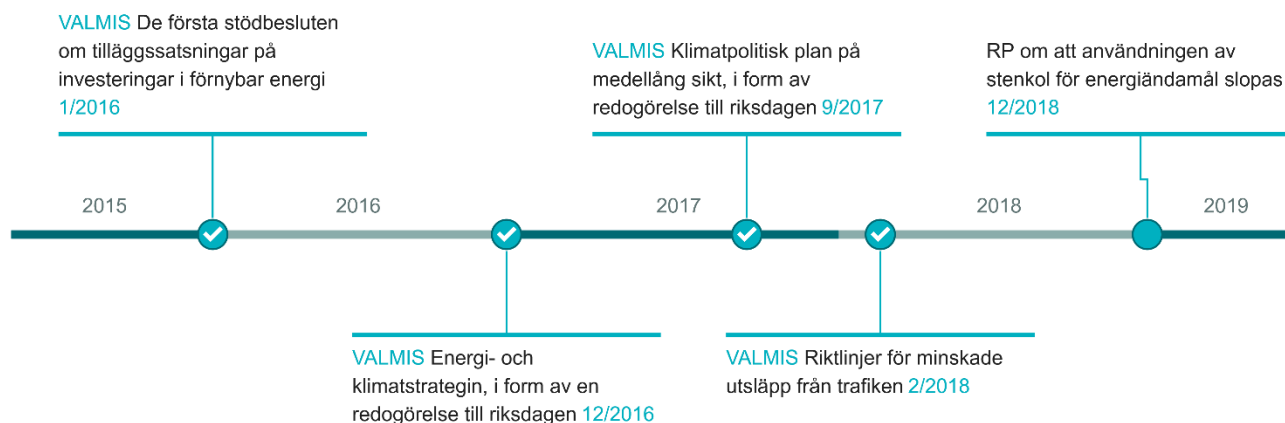 VALMIS De första stödbesluten
om tilläggssatsningar på
investeringar i förnybar energi
1/2016
VALMIS Klimatpolitisk plan på
medellång sikt, i form av
redogörelse till riksdagen 9/2017
RP om att användningen av
stenkol för energiändamål slopas
12/2018
2015
2016
2017
2018
2019
VALMIS Energi- och
klimatstrategin, i form av en
redogörelse till riksdagen 12/2016
VALMIS Riktlinjer för minskade
utsläpp från trafiken 2/2018